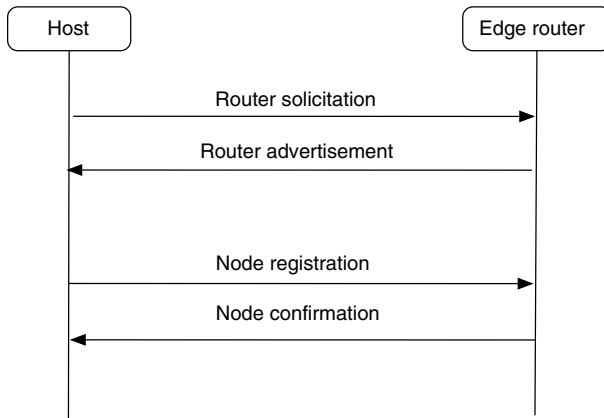 Host
Edge router
Router solicitation
Router advertisement
Node registration
Node confirmation